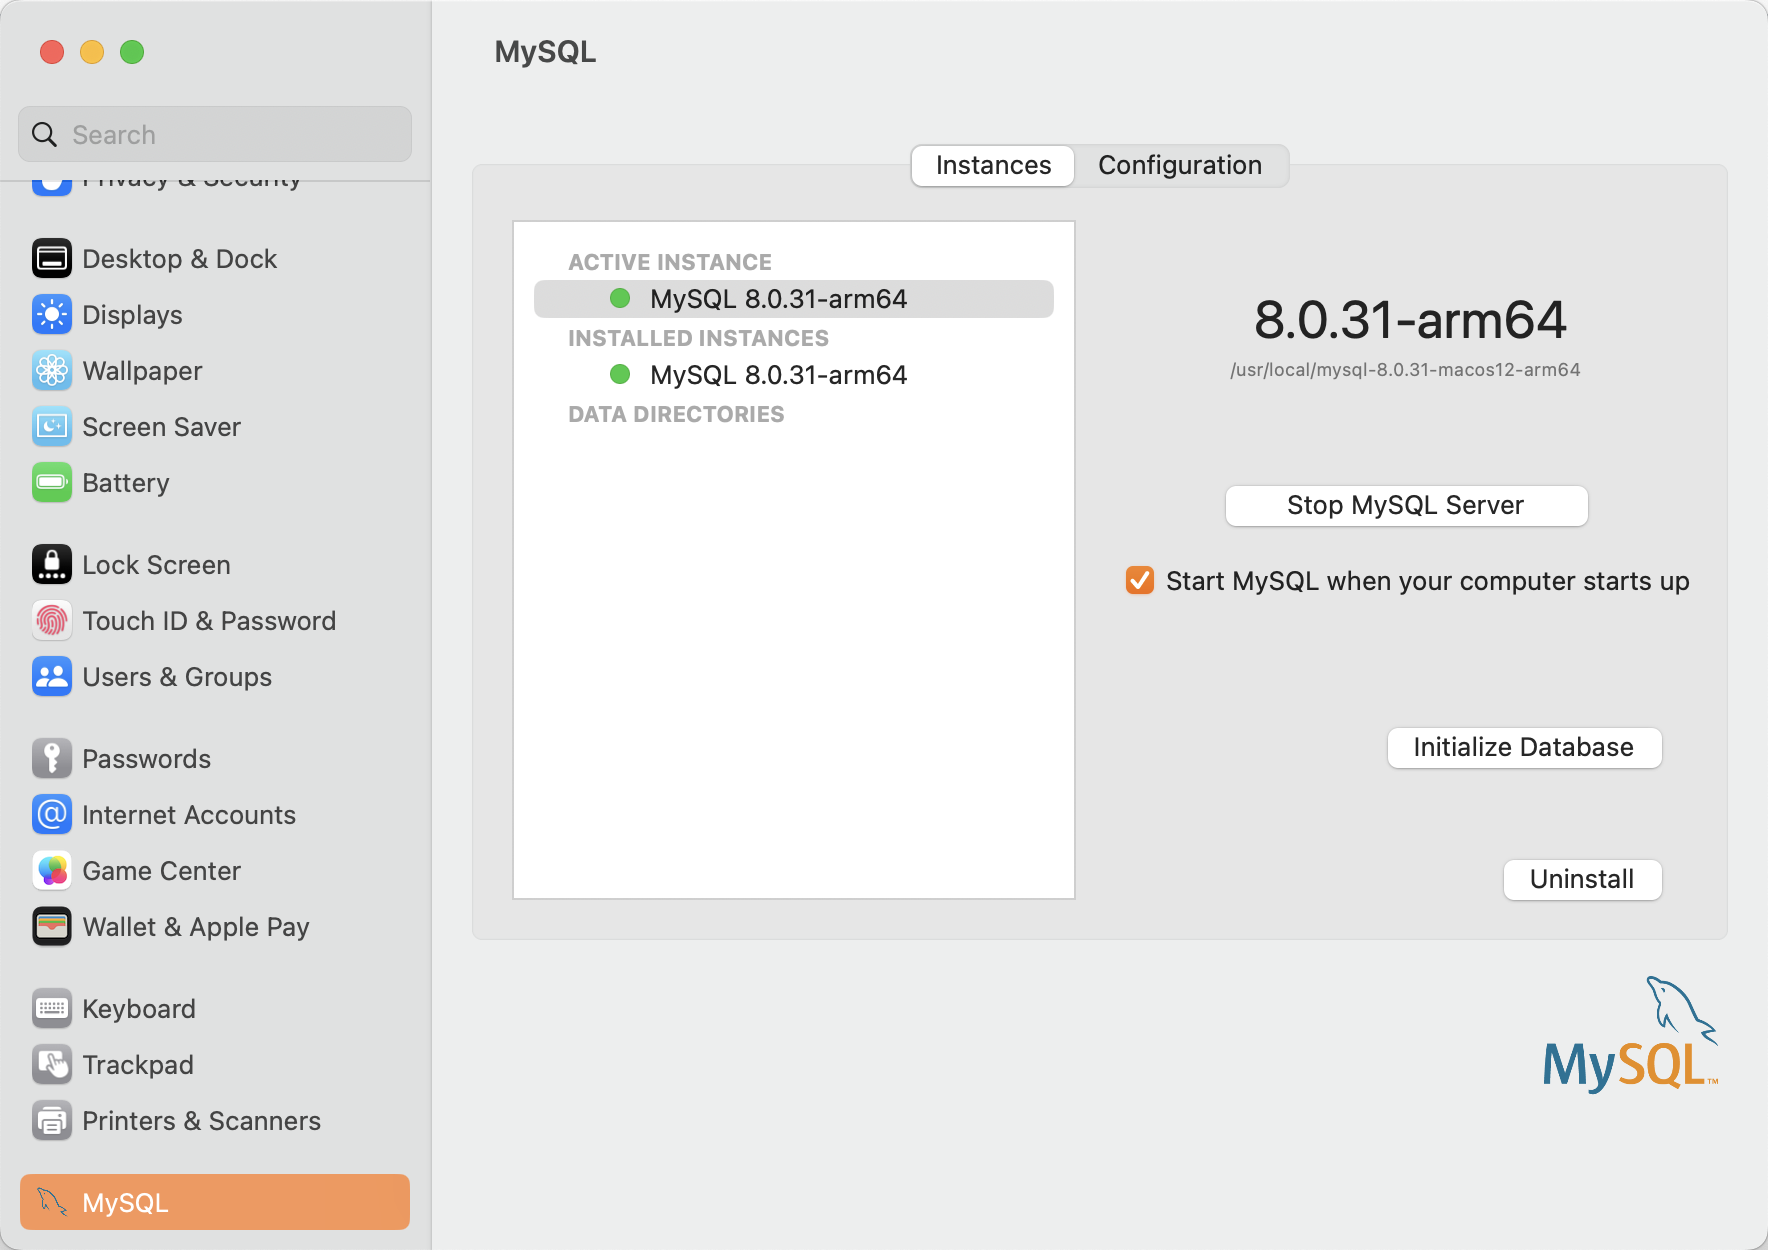 MySQL
Search
Privacy & Security
Desktop & Dock
Displays
Wallpaper
Screen Saver
Battery
Lock Screen
Touch ID & Password
Users & Groups
Passwords
Internet Accounts
Game Center
Wallet & Apple Pay
Keyboard
Trackpad
Printers & Scanners
MySQL
Instances
Configuration
ACTIVE INSTANCE
MySQL 8.0.31-arm64
INSTALLED INSTANCES
MySQL 8.0.31-arm64
DATA DIRECTORIES
8.0.31-arm64
/usr/local/mysql-8.0.31-macos12-arm64
Stop MySQL Server
Start MySQL when your computer starts up
Initialize Database
Uninstall
MySQL™